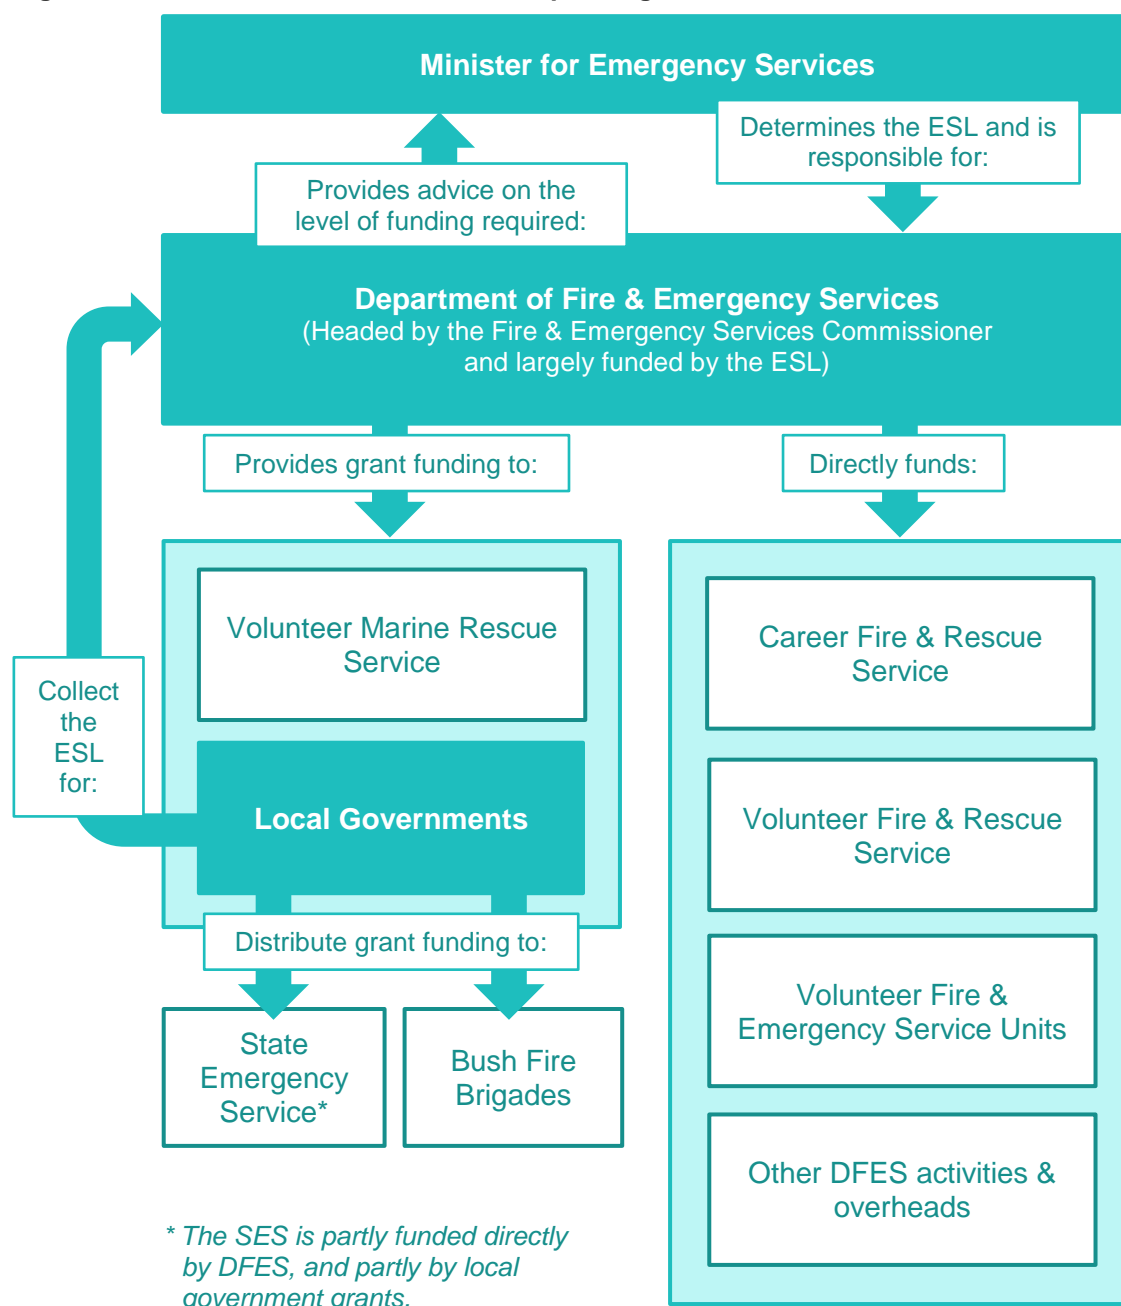 Minister for Emergency Services
Determines the ESL and is
responsible for:
Provides advice on the
level of funding required:
Department of Fire & Emergency Services
(Headed by the Fire & Emergency Services Commissioner
and largely funded by the ESL)
Provides grant funding to:
Directly funds:
Volunteer Marine Rescue
Service
Career Fire & Rescue
Service
Collect
the
ESL
for:
Local Governments
Volunteer Fire & Rescue
Service
Distribute grant funding to:
Volunteer Fire &
Emergency Service Units
State
Emergency
Service*
Bush Fire
Brigades
Other DFES activities &
overheads
* The SES is partly funded directly
by DFES, and partly by local
government grants.